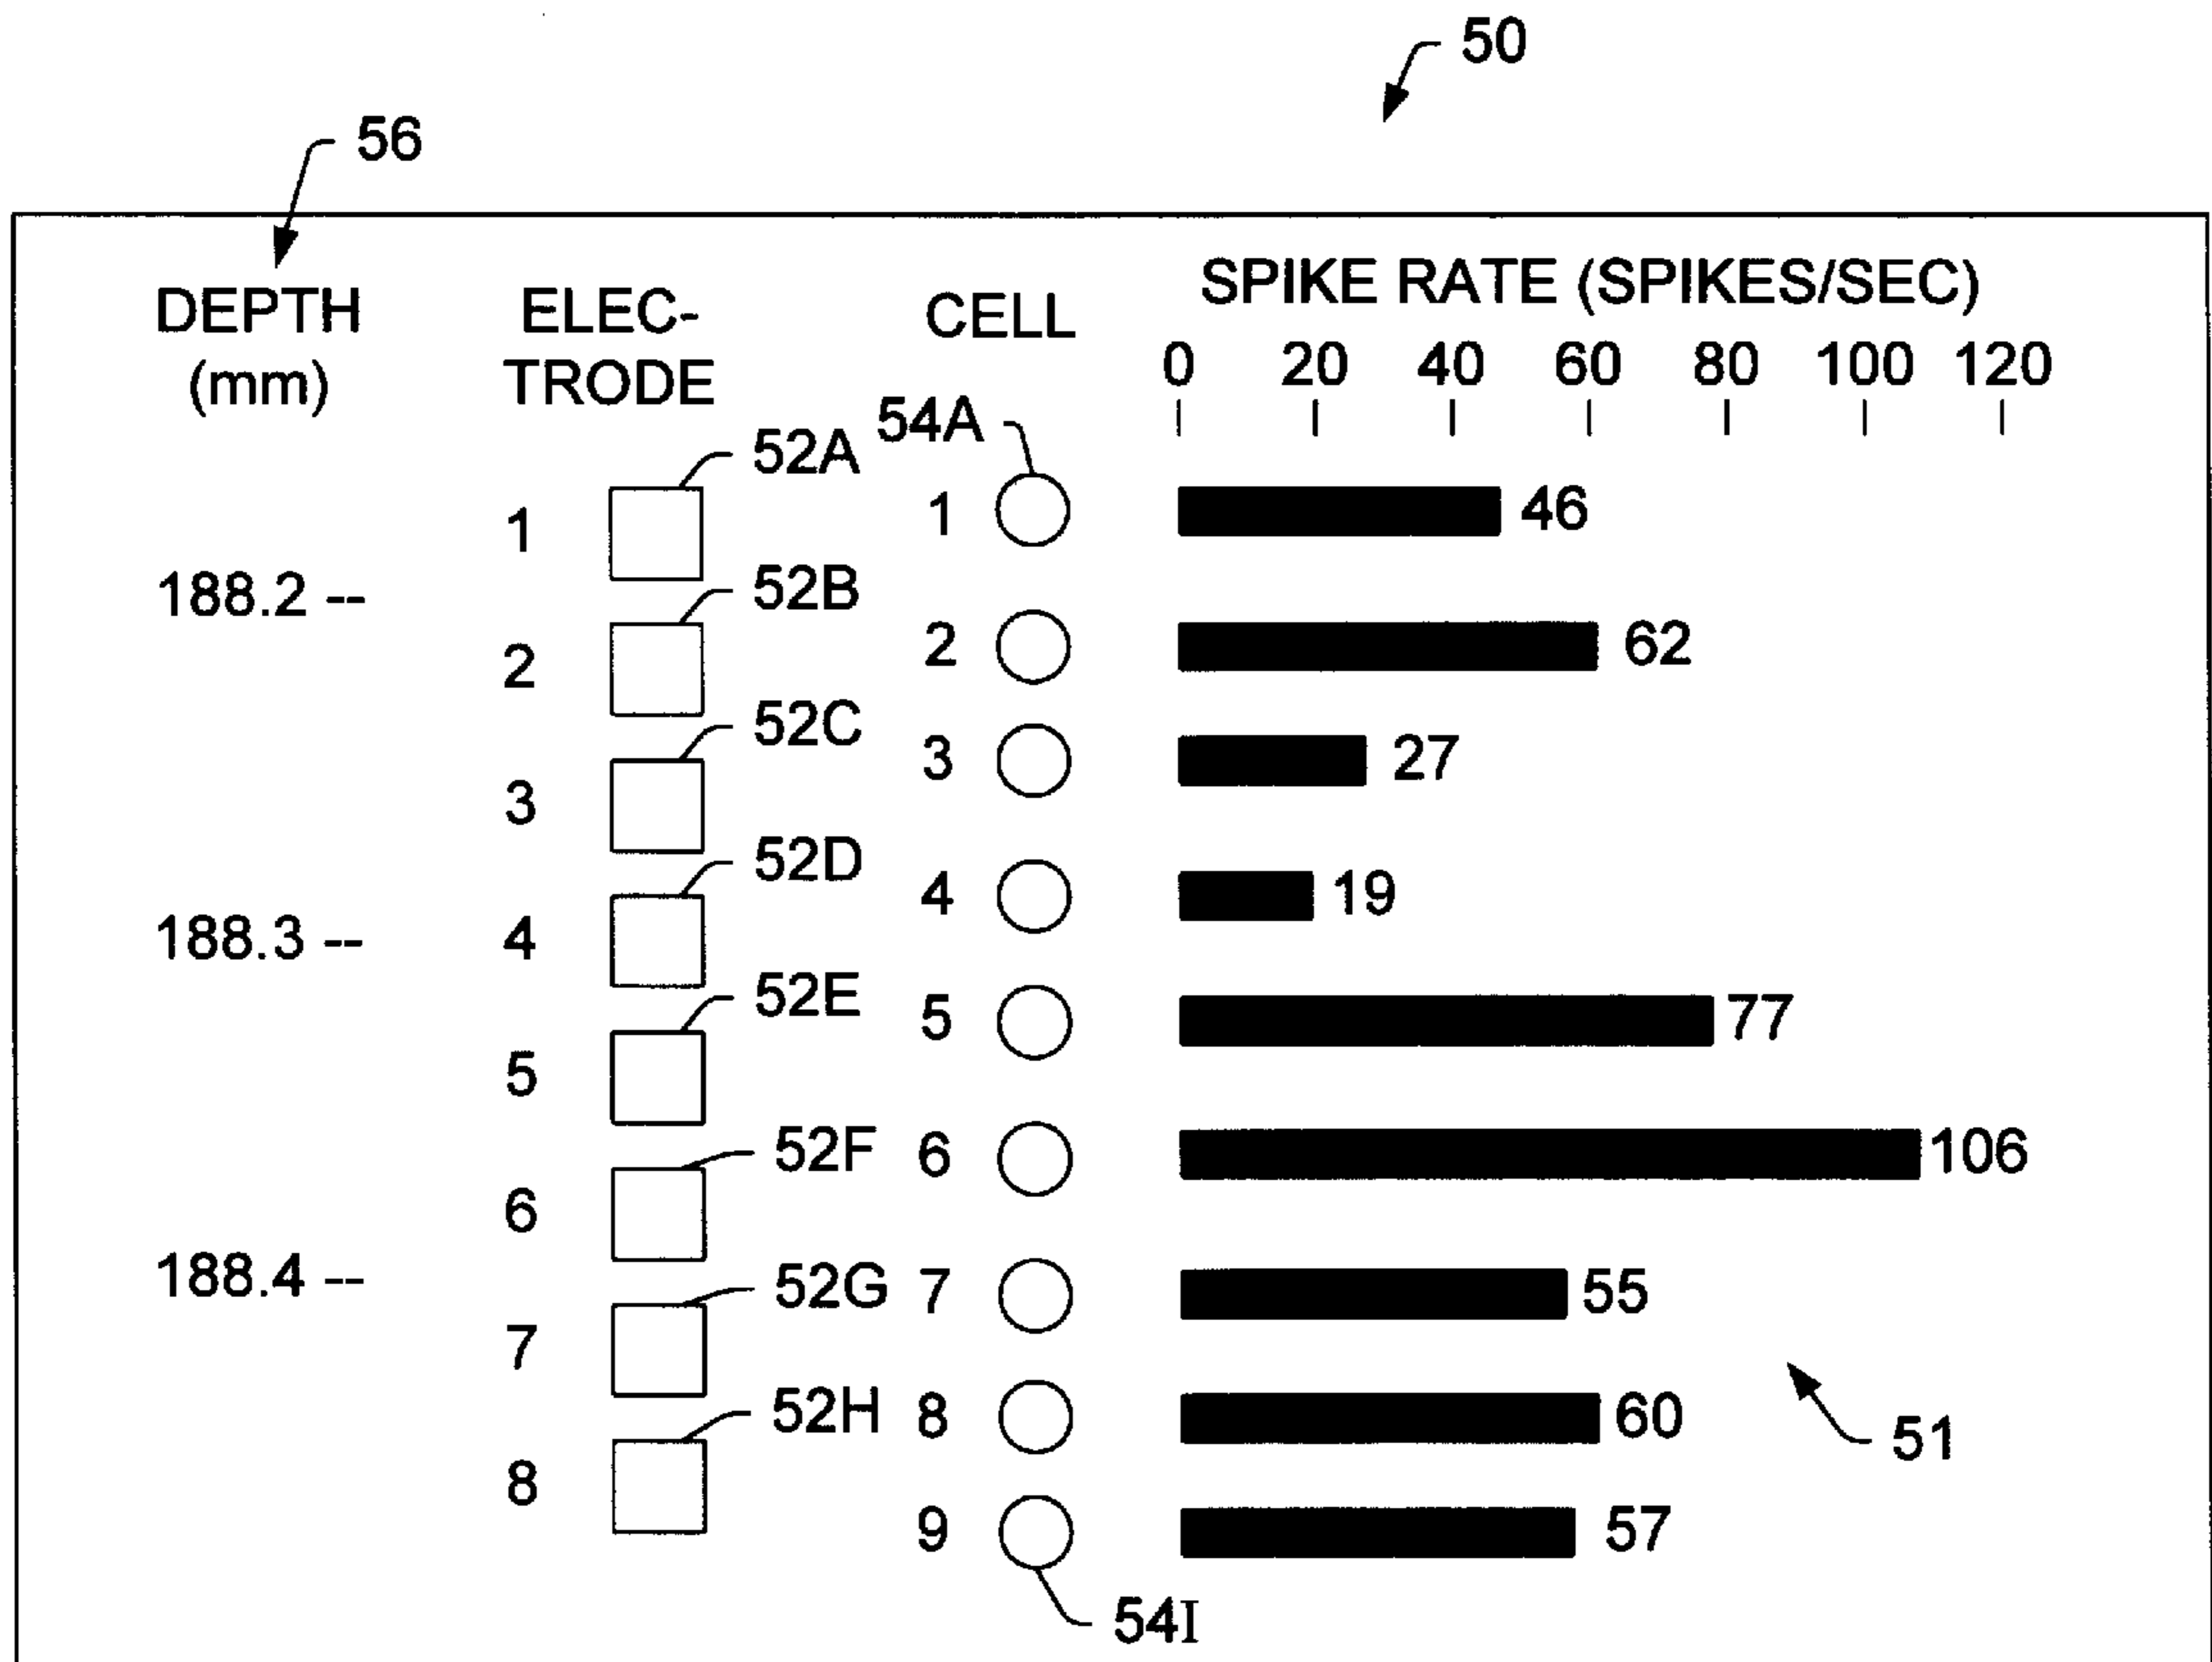 50
56
DEPTH
(mm)
ELEC-
TRODE
CELL
SPIKE RATE (SPIKES/SEC)
0 20 40 60 80 100 120
54A
52A
1
1
46
188.2 --
52B
2
2
62
52C
3
3
27
52D
4
19
188.3 --
4
52E
5
77
5
52F
6
106
6
188.4 --
52G
7
55
7
52H
8
60
51
8
9
57
54I